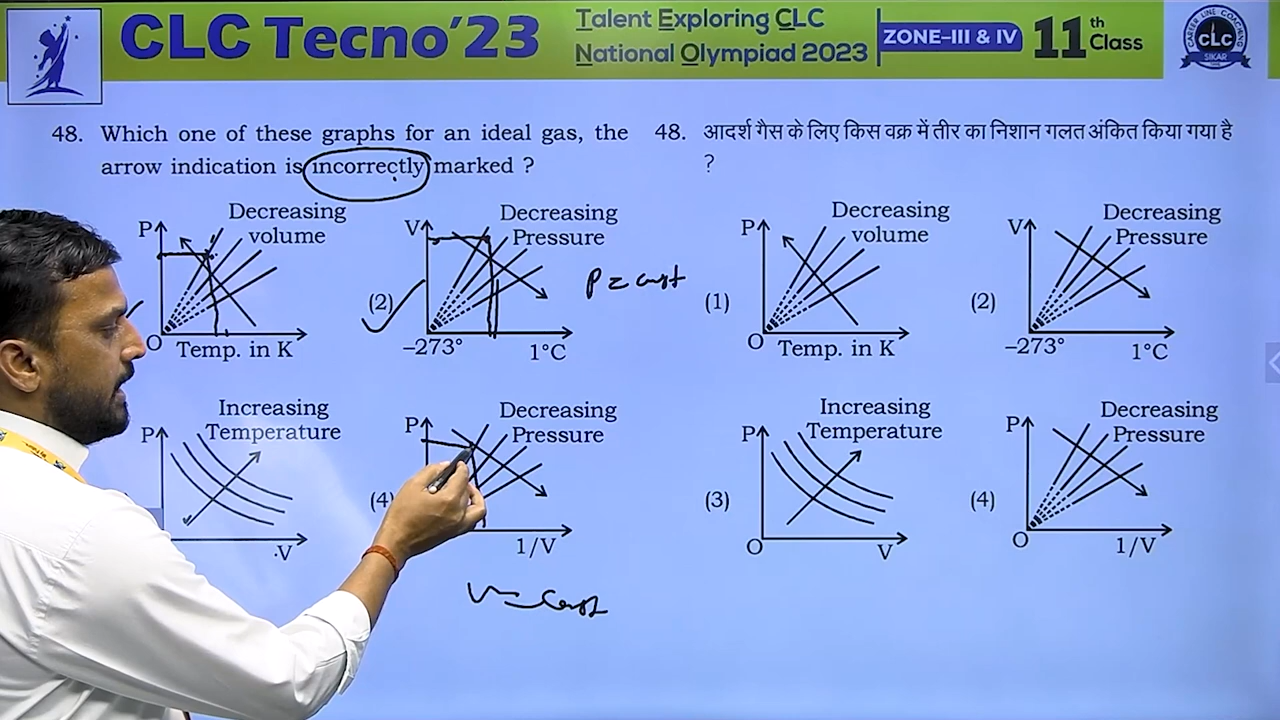 CLC Tecno'23
Talent Exploring CLC
National Olympiad 2023
ZONE–III & IV
11th Class
CAREER LINE COACHING
CLC
SIKAR
48. Which one of these graphs for an ideal gas, the
arrow indication is incorrectly marked ?
P
Decreasing
volume
O
Temp. in K
(2)
V
Decreasing
Pressure
–273°
1°C
P = const
P
Increasing
Temperature
V
(4)
P
Decreasing
Pressure
1/V
V = Const
48. आदर्श गैस के लिए किस वक्र में तीर का निशान गलत अंकित किया गया है
?
(1)
P
Decreasing
volume
O
Temp. in K
(2)
V
Decreasing
Pressure
–273°
1°C
(3)
P
Increasing
Temperature
O
V
(4)
P
Decreasing
Pressure
O
1/V